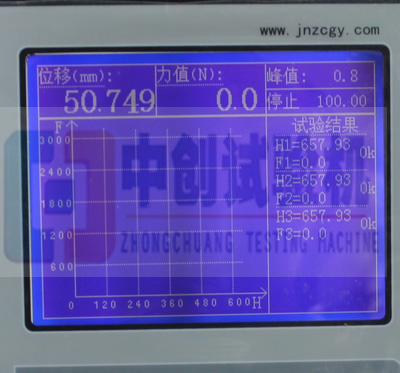 www.jnzcgy.com
位移(mm): 力值(N): 峰值: 0.8
50.749 0.0 停止 100.00
F
3000
2400
1800
1200
600
0 120 240 360 480 600 H
试验结果
H1=657.93 Ok
F1=0.0
H2=657.93 Ok
F2=0.0
H3=657.93 Ok
F3=0.0
中创试验机
ZHONGCHUANG TESTING MACHINE